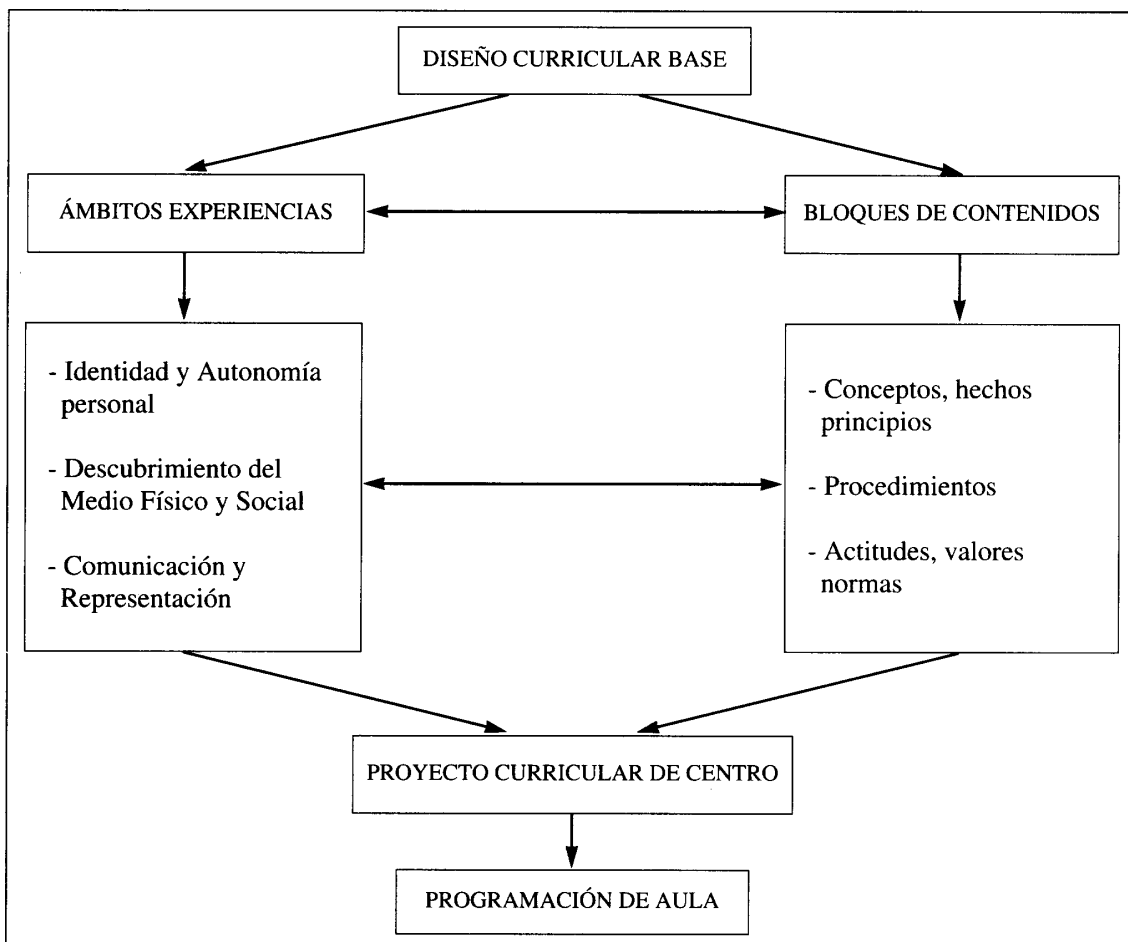 DISEÑO CURRICULAR BASE
ÁMBITOS EXPERIENCIAS
BLOQUES DE CONTENIDOS
- Identidad y Autonomía
personal
- Descubrimiento del
Medio Físico y Social
- Comunicación y
Representación
- Conceptos, hechos
principios
- Procedimientos
- Actitudes, valores
normas
PROYECTO CURRICULAR DE CENTRO
PROGRAMACIÓN DE AULA